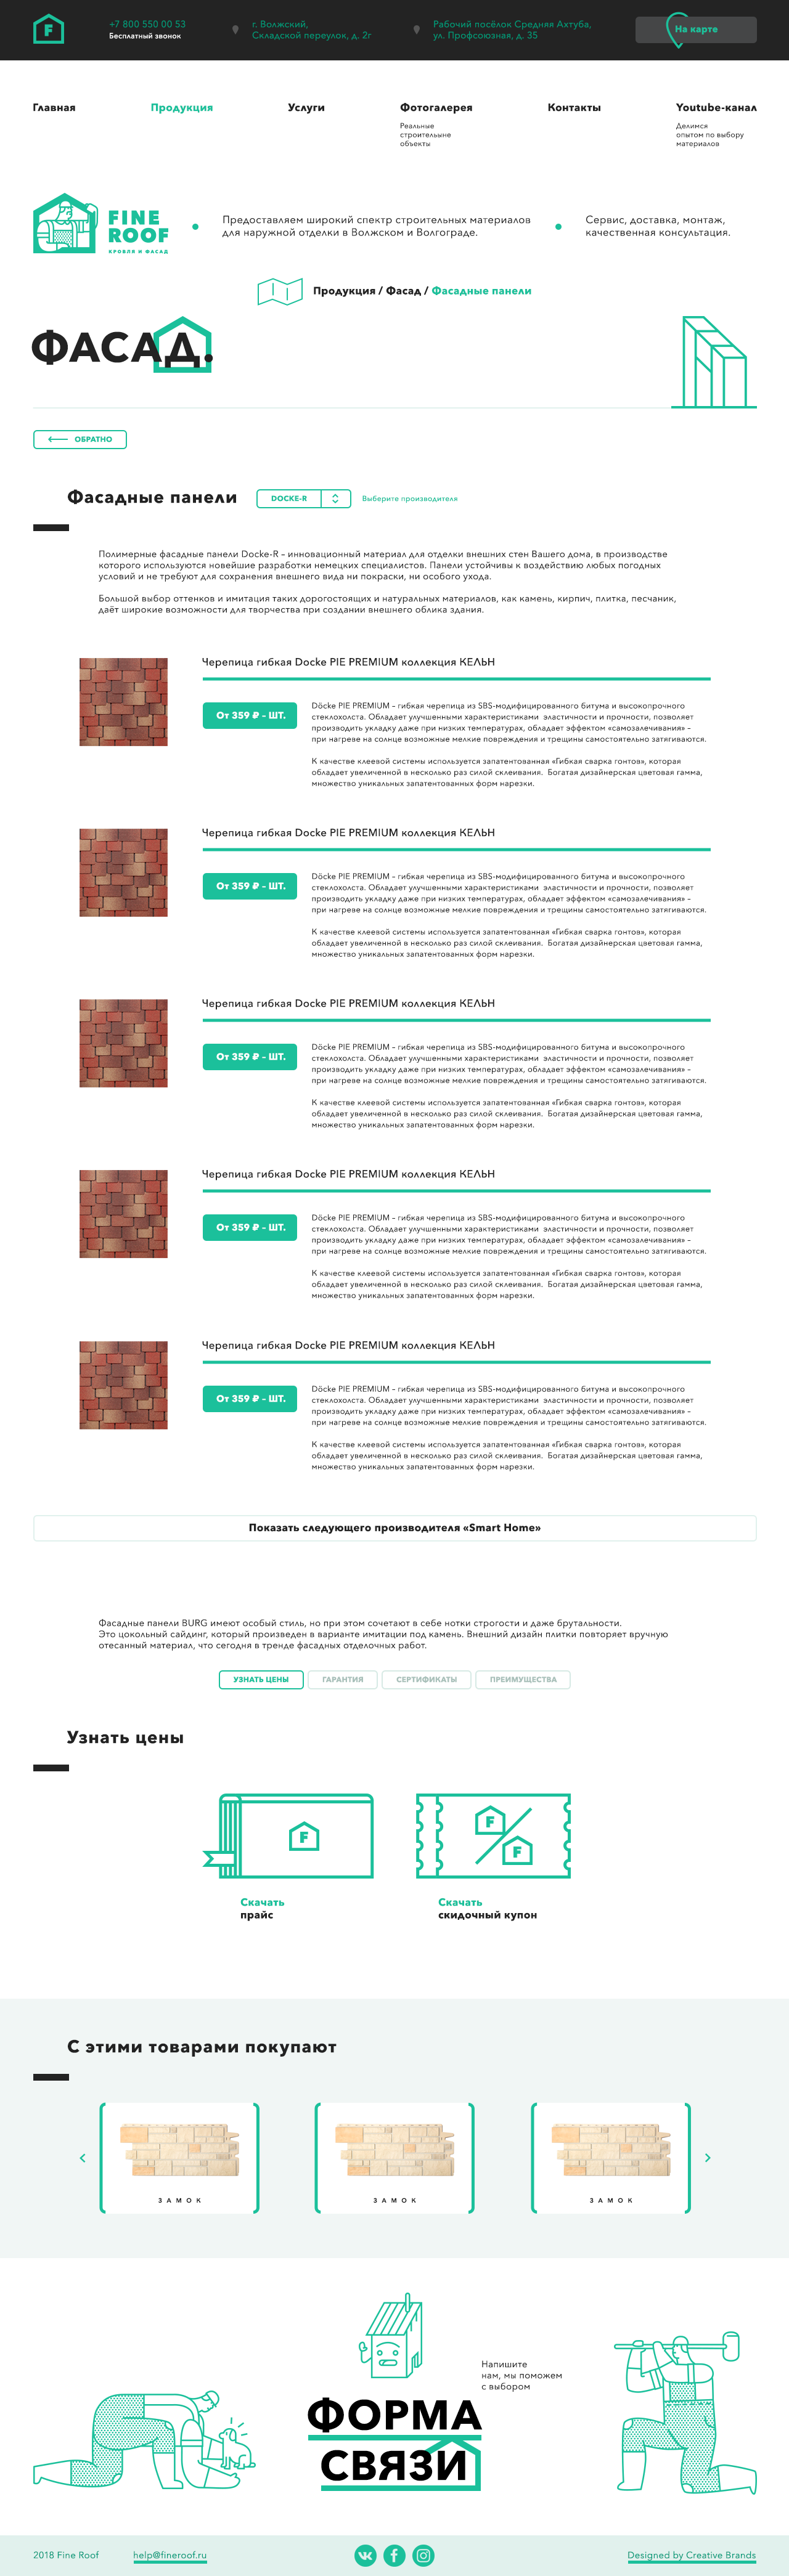 F
+7 800 550 00 53
Бесплатный звонок
г. Волжский,
Складской переулок, д. 2г
Рабочий посёлок Средняя Ахтуба,
ул. Профсоюзная, д. 35
На карте
Главная
Продукция
Услуги
Фотогалерея
Реальные
строительные
объекты
Контакты
Youtube-канал
Делимся
опытом по выбору
материалов
FINE
ROOF
КРОВЛЯ И ФАСАД
Предоставляем широкий спектр строительных материалов
для наружной отделки в Волжском и Волгограде.
Сервис, доставка, монтаж,
качественная консультация.
Продукция / Фасад / Фасадные панели
ФАСАД.
ОБРАТНО
Фасадные панели
DOCKE-R
Выберите производителя
Полимерные фасадные панели Docke-R – инновационный материал для отделки внешних стен Вашего дома, в производстве
которого используются новейшие разработки немецких специалистов. Панели устойчивы к воздействию любых погодных
условий и не требуют для сохранения внешнего вида ни покраски, ни особого ухода.
Большой выбор оттенков и имитация таких дорогостоящих и натуральных материалов, как камень, кирпич, плитка, песчаник,
даёт широкие возможности для творчества при создании внешнего облика здания.
Черепица гибкая Docke PIE PREMIUM коллекция КЕЛЬН
От 359 ₽ – ШТ.
Döcke PIE PREMIUM – гибкая черепица из SBS-модифицированного битума и высокопрочного
стеклохолста. Обладает улучшенными характеристиками эластичности и прочности, позволяет
производить укладку даже при низких температурах, обладает эффектом «самозалечивания» –
при нагреве на солнце возможные мелкие повреждения и трещины самостоятельно затягиваются.
К качестве клеевой системы используется запатентованная «Гибкая сварка гонтов», которая
обладает увеличенной в несколько раз силой склеивания. Богатая дизайнерская цветовая гамма,
множество уникальных запатентованных форм нарезки.
Черепица гибкая Docke PIE PREMIUM коллекция КЕЛЬН
От 359 ₽ – ШТ.
Döcke PIE PREMIUM – гибкая черепица из SBS-модифицированного битума и высокопрочного
стеклохолста. Обладает улучшенными характеристиками эластичности и прочности, позволяет
производить укладку даже при низких температурах, обладает эффектом «самозалечивания» –
при нагреве на солнце возможные мелкие повреждения и трещины самостоятельно затягиваются.
К качестве клеевой системы используется запатентованная «Гибкая сварка гонтов», которая
обладает увеличенной в несколько раз силой склеивания. Богатая дизайнерская цветовая гамма,
множество уникальных запатентованных форм нарезки.
Черепица гибкая Docke PIE PREMIUM коллекция КЕЛЬН
От 359 ₽ – ШТ.
Döcke PIE PREMIUM – гибкая черепица из SBS-модифицированного битума и высокопрочного
стеклохолста. Обладает улучшенными характеристиками эластичности и прочности, позволяет
производить укладку даже при низких температурах, обладает эффектом «самозалечивания» –
при нагреве на солнце возможные мелкие повреждения и трещины самостоятельно затягиваются.
К качестве клеевой системы используется запатентованная «Гибкая сварка гонтов», которая
обладает увеличенной в несколько раз силой склеивания. Богатая дизайнерская цветовая гамма,
множество уникальных запатентованных форм нарезки.
Черепица гибкая Docke PIE PREMIUM коллекция КЕЛЬН
От 359 ₽ – ШТ.
Döcke PIE PREMIUM – гибкая черепица из SBS-модифицированного битума и высокопрочного
стеклохолста. Обладает улучшенными характеристиками эластичности и прочности, позволяет
производить укладку даже при низких температурах, обладает эффектом «самозалечивания» –
при нагреве на солнце возможные мелкие повреждения и трещины самостоятельно затягиваются.
К качестве клеевой системы используется запатентованная «Гибкая сварка гонтов», которая
обладает увеличенной в несколько раз силой склеивания. Богатая дизайнерская цветовая гамма,
множество уникальных запатентованных форм нарезки.
Черепица гибкая Docke PIE PREMIUM коллекция КЕЛЬН
От 359 ₽ – ШТ.
Döcke PIE PREMIUM – гибкая черепица из SBS-модифицированного битума и высокопрочного
стеклохолста. Обладает улучшенными характеристиками эластичности и прочности, позволяет
производить укладку даже при низких температурах, обладает эффектом «самозалечивания» –
при нагреве на солнце возможные мелкие повреждения и трещины самостоятельно затягиваются.
К качестве клеевой системы используется запатентованная «Гибкая сварка гонтов», которая
обладает увеличенной в несколько раз силой склеивания. Богатая дизайнерская цветовая гамма,
множество уникальных запатентованных форм нарезки.
Показать следующего производителя «Smart Home»
Фасадные панели BURG имеют особый стиль, но при этом сочетают в себе нотки строгости и даже брутальности.
Это цокольный сайдинг, который произведен в варианте имитации под камень. Внешний дизайн плитки повторяет вручную
отесанный материал, что сегодня в тренде фасадных отделочных работ.
УЗНАТЬ ЦЕНЫ
ГАРАНТИЯ
СЕРТИФИКАТЫ
ПРЕИМУЩЕСТВА
Узнать цены
F
F
F
Скачать
прайс
Скачать
скидочный купон
С этими товарами покупают
ЗАМОК
ЗАМОК
ЗАМОК
Напишите
нам, мы поможем
с выбором
ФОРМА
СВЯЗИ
2018 Fine Roof
help@fineroof.ru
Designed by Creative Brands